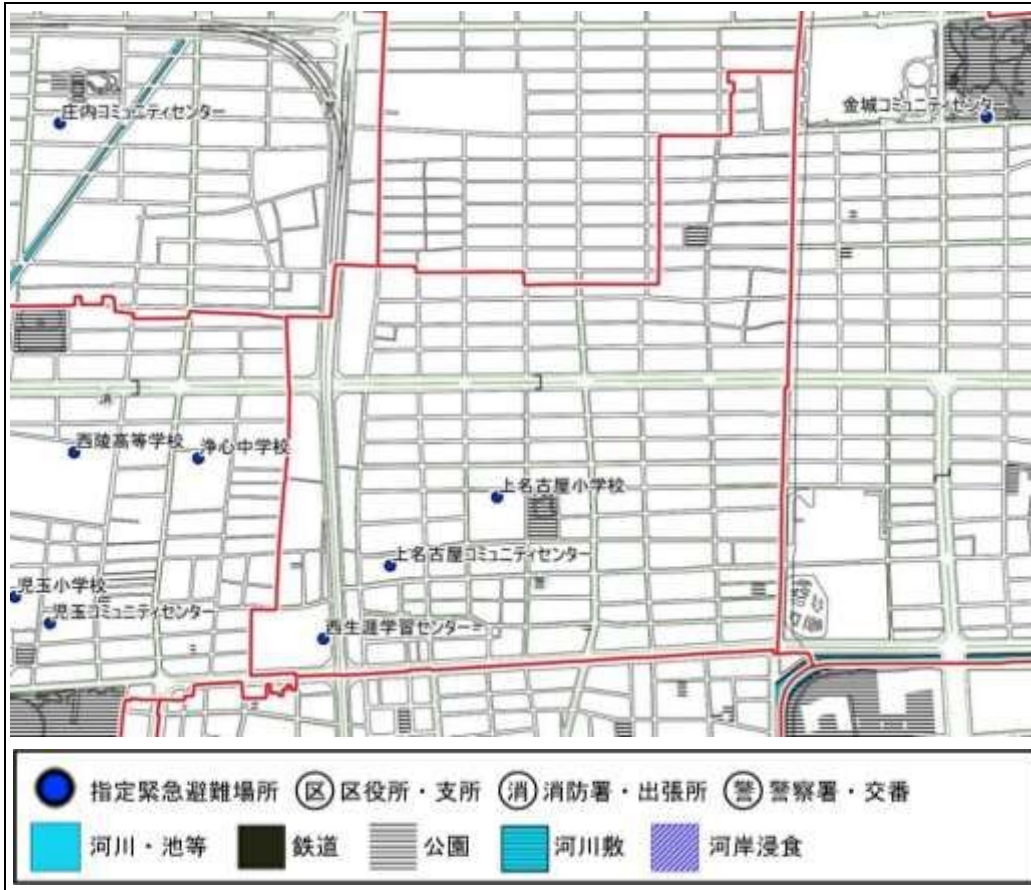 庄内コミュニティセンター
金城コミュニティセンター
消
西陵高等学校
浄心中学校
上名古屋小学校
上名古屋コミュニティセンター
児玉小学校
児玉コミュニティセンター
西生涯学習センター
指定緊急避難場所 区 区役所・支所 消 消防署・出張所 警 警察署・交番
河川・池等 鉄道 公園 河川敷 河岸浸食